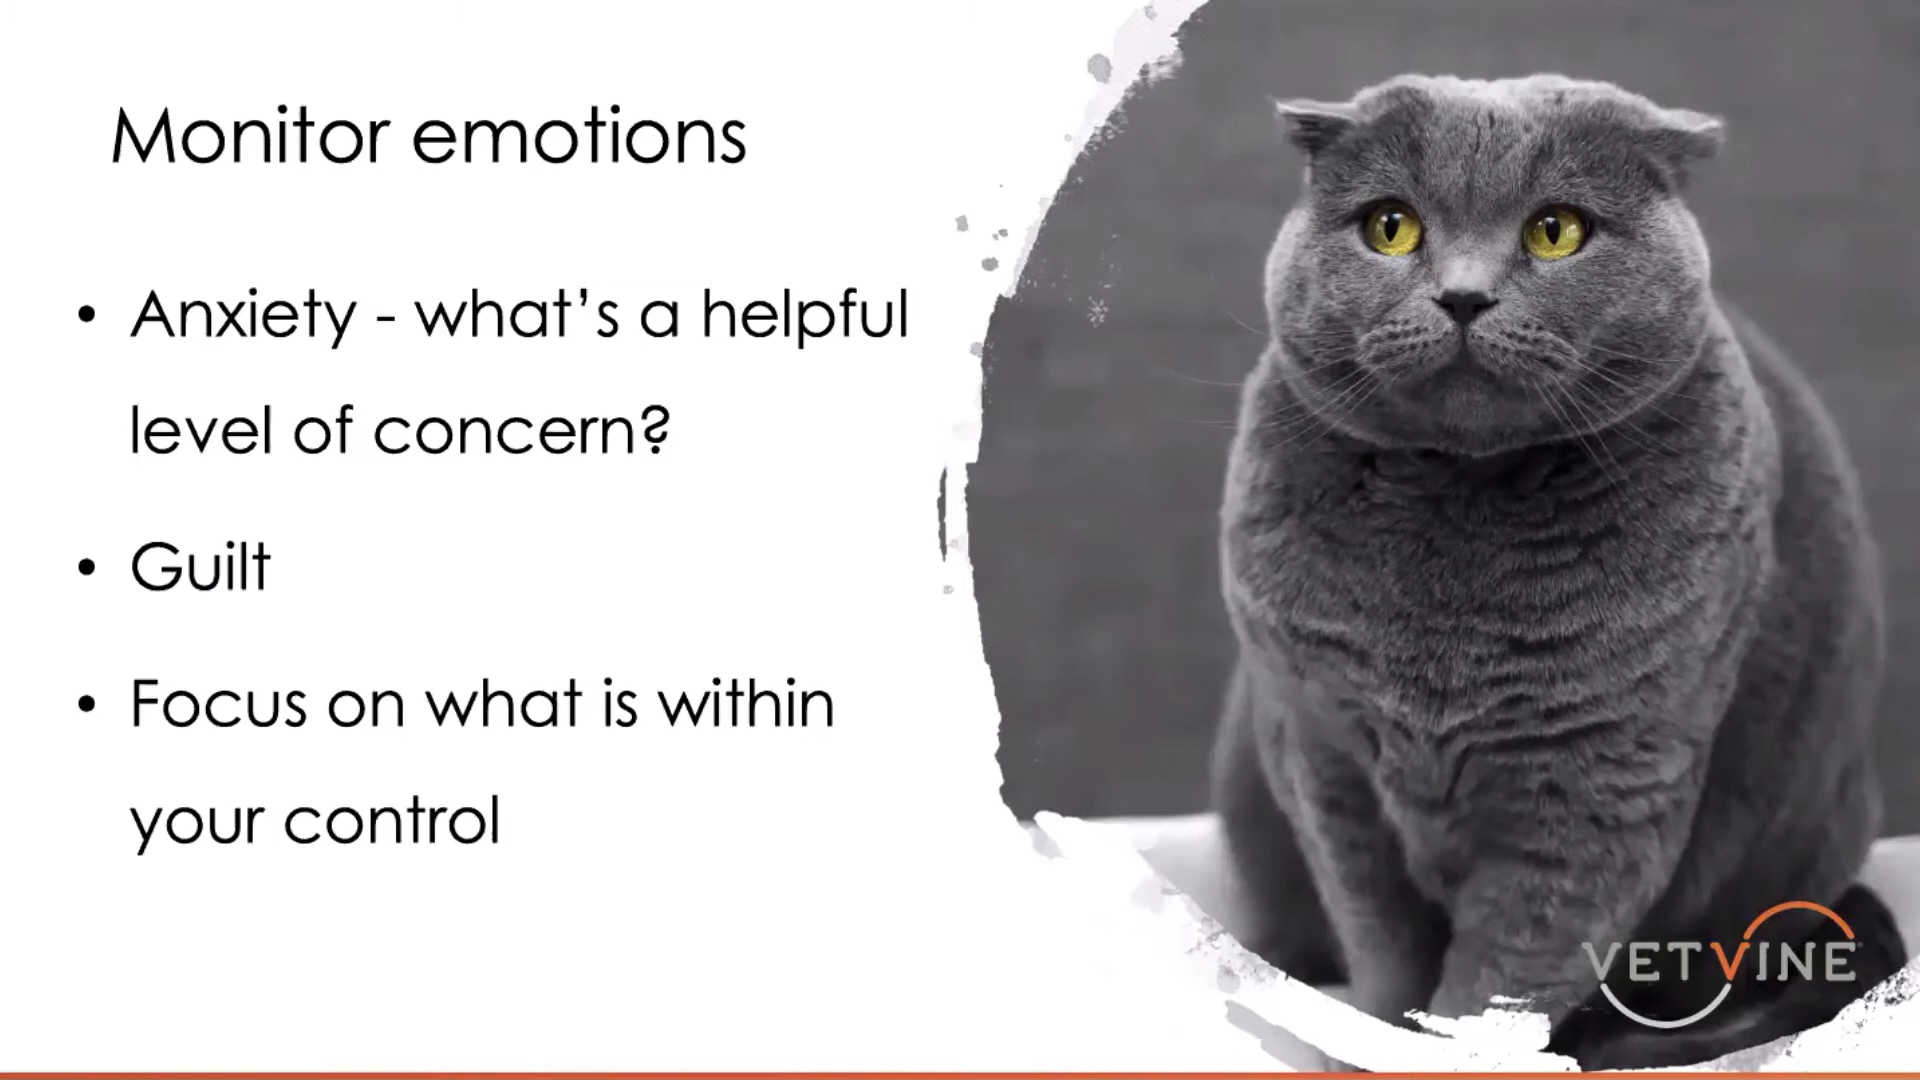 Monitor emotions
• Anxiety - what’s a helpful
level of concern?
• Guilt
• Focus on what is within
your control
VETVINE